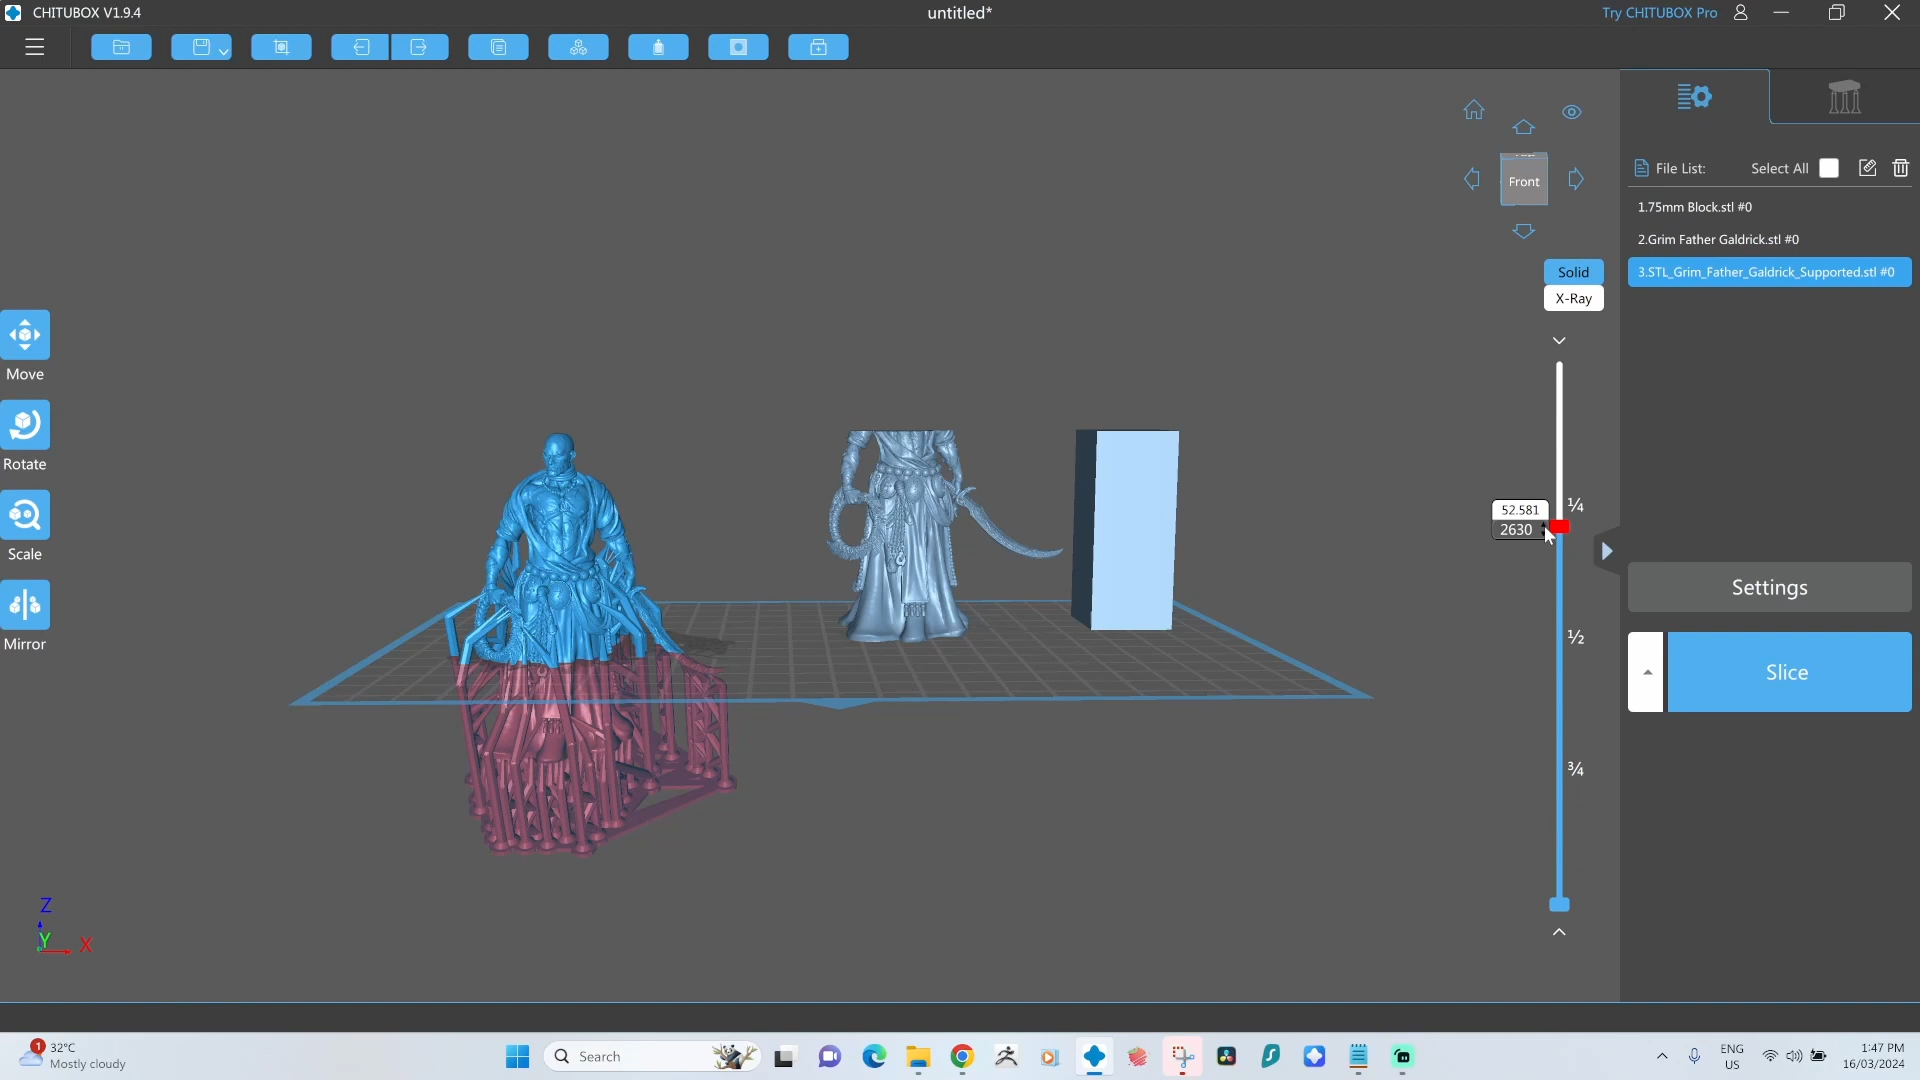 CHITUBOX V1.9.4
untitled*
Try CHITUBOX Pro
File List:
Select All
1.75mm Block.stl #0
2.Grim Father Galdrick.stl #0
3.STL_Grim_Father_Galdrick_Supported.stl #0
Front
Solid
X-Ray
Move
Rotate
Scale
Mirror
52.581
2630
¼
½
¾
Settings
Slice
Z
Y
X
1
32°C
Mostly cloudy
Search
ENG
US
1:47 PM
16/03/2024